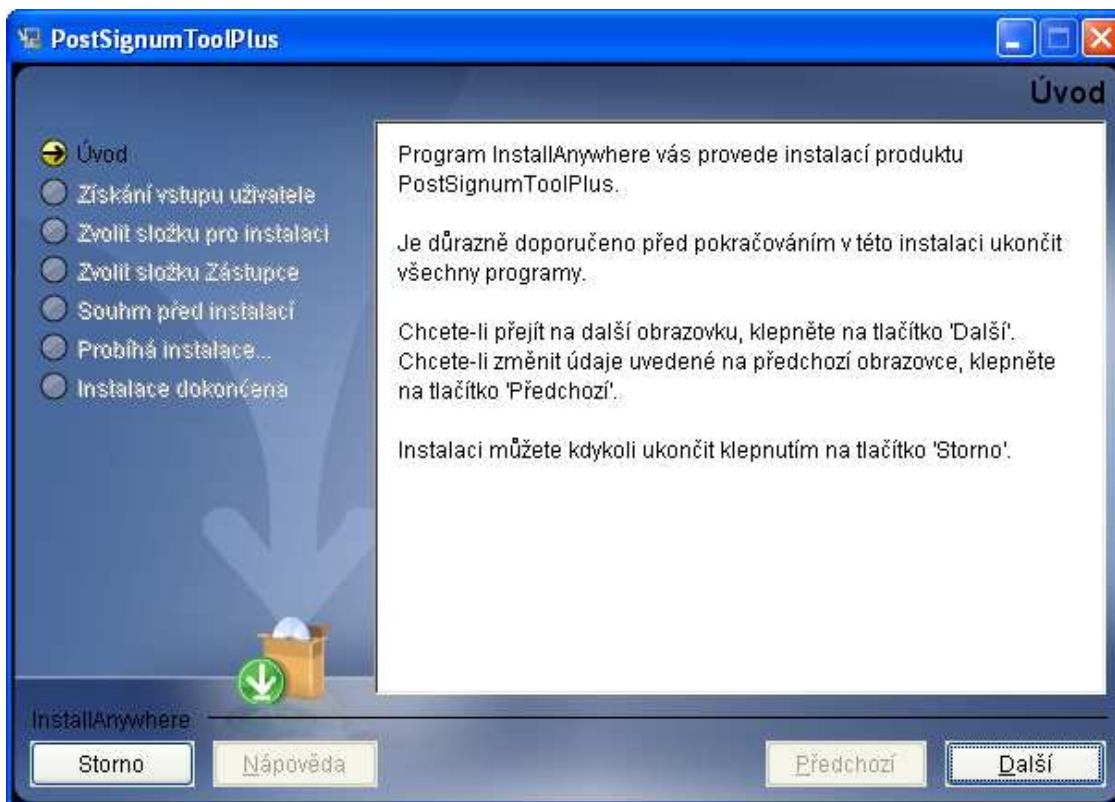 PostSignumToolPlus
Úvod
Úvod
Získání vstupu uživatele
Zvolit složku pro instalaci
Zvolit složku Zástupce
Souhrn před instalací
Probíhá instalace...
Instalace dokončena
Program InstallAnywhere vás provede instalací produktu
PostSignumToolPlus.
Je důrazně doporučeno před pokračováním v této instalaci ukončit
všechny programy.
Chcete-li přejít na další obrazovku, klepněte na tlačítko 'Další'.
Chcete-li změnit údaje uvedené na předchozí obrazovce, klepněte
na tlačítko 'Předchozí'.
Instalaci můžete kdykoli ukončit klepnutím na tlačítko 'Storno'.
InstallAnywhere
Storno
Nápověda
Předchozí
Další